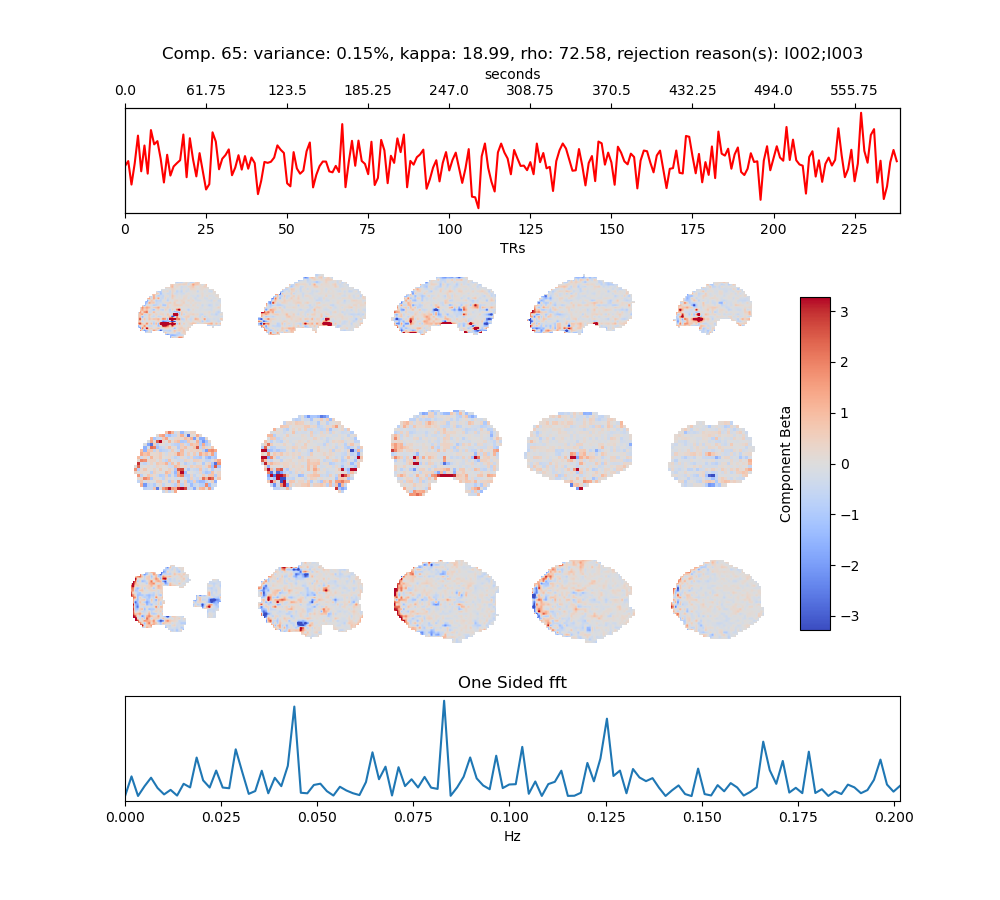 Comp. 65: variance: 0.15%, kappa: 18.99, rho: 72.58, rejection reason(s): I002;I003
seconds
0.0 61.75 123.5 185.25 247.0 308.75 370.5 432.25 494.0 555.75
0 25 50 75 100 125 150 175 200 225
TRs
3
2
1
0
−1
−2
−3
Component Beta
One Sided fft
0.000 0.025 0.050 0.075 0.100 0.125 0.150 0.175 0.200
Hz